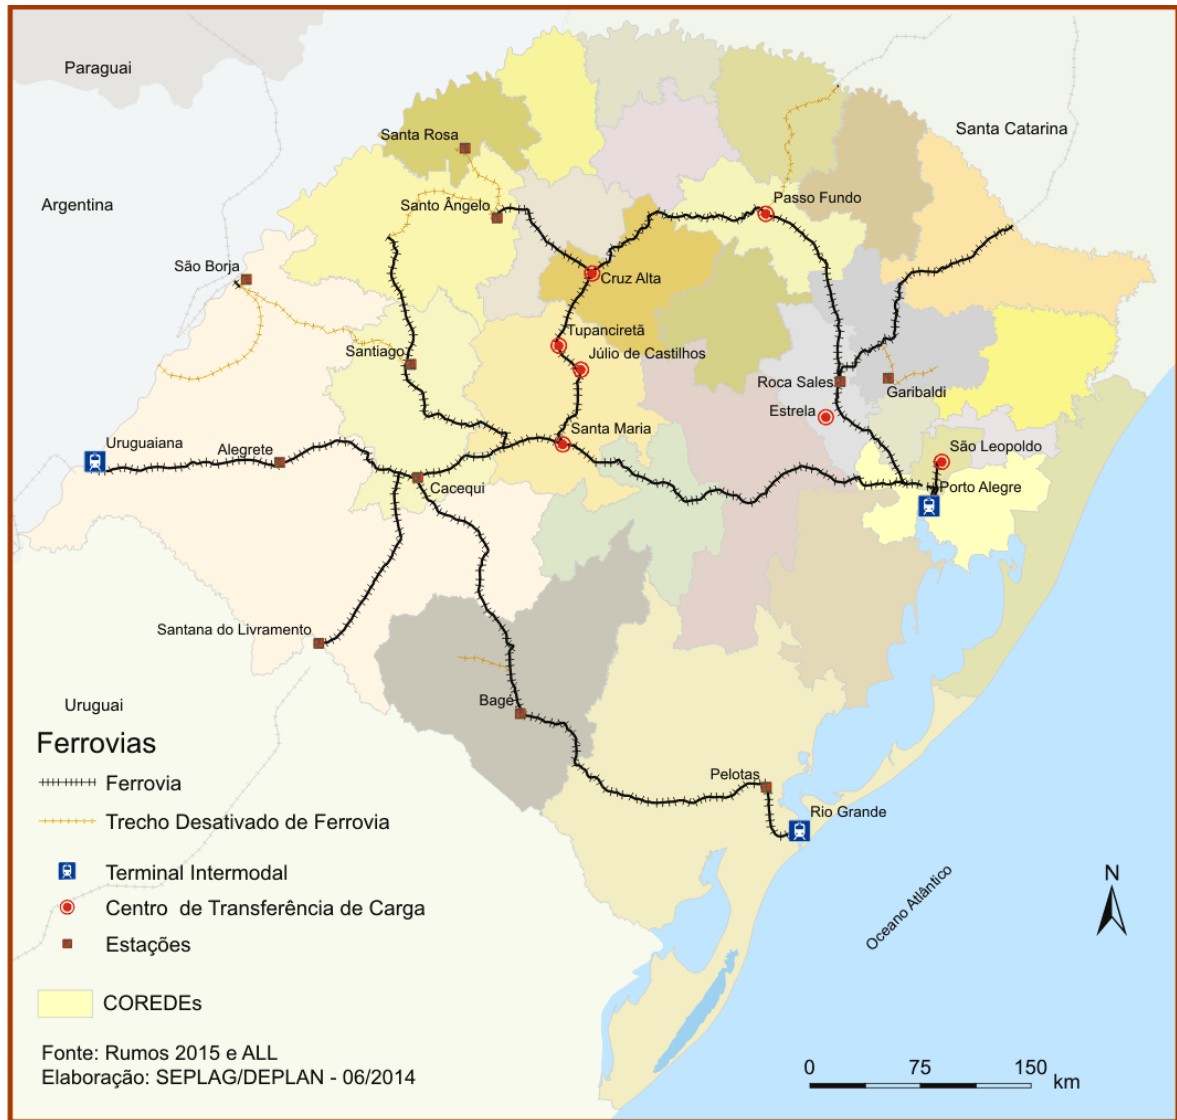 Paraguai
Santa Catarina
Santa Rosa
Argentina
Passo Fundo
Santo Ângelo
São Borja
Cruz Alta
Tupanciretã
Santiago
Júlio de Castilhos
Roca Sales
Garibaldi
Estrela
Santa Maria
Uruguaiana
Alegrete
São Leopoldo
Cacequi
Porto Alegre
Santana do Livramento
Uruguai
Bagé
Pelotas
Rio Grande
Oceano Atlântico
N
Ferrovias
Ferrovia
Trecho Desativado de Ferrovia
Terminal Intermodal
Centro de Transferência de Carga
Estações
COREDEs
Fonte: Rumos 2015 e ALL
Elaboração: SEPLAG/DEPLAN - 06/2014
0 75 150
km